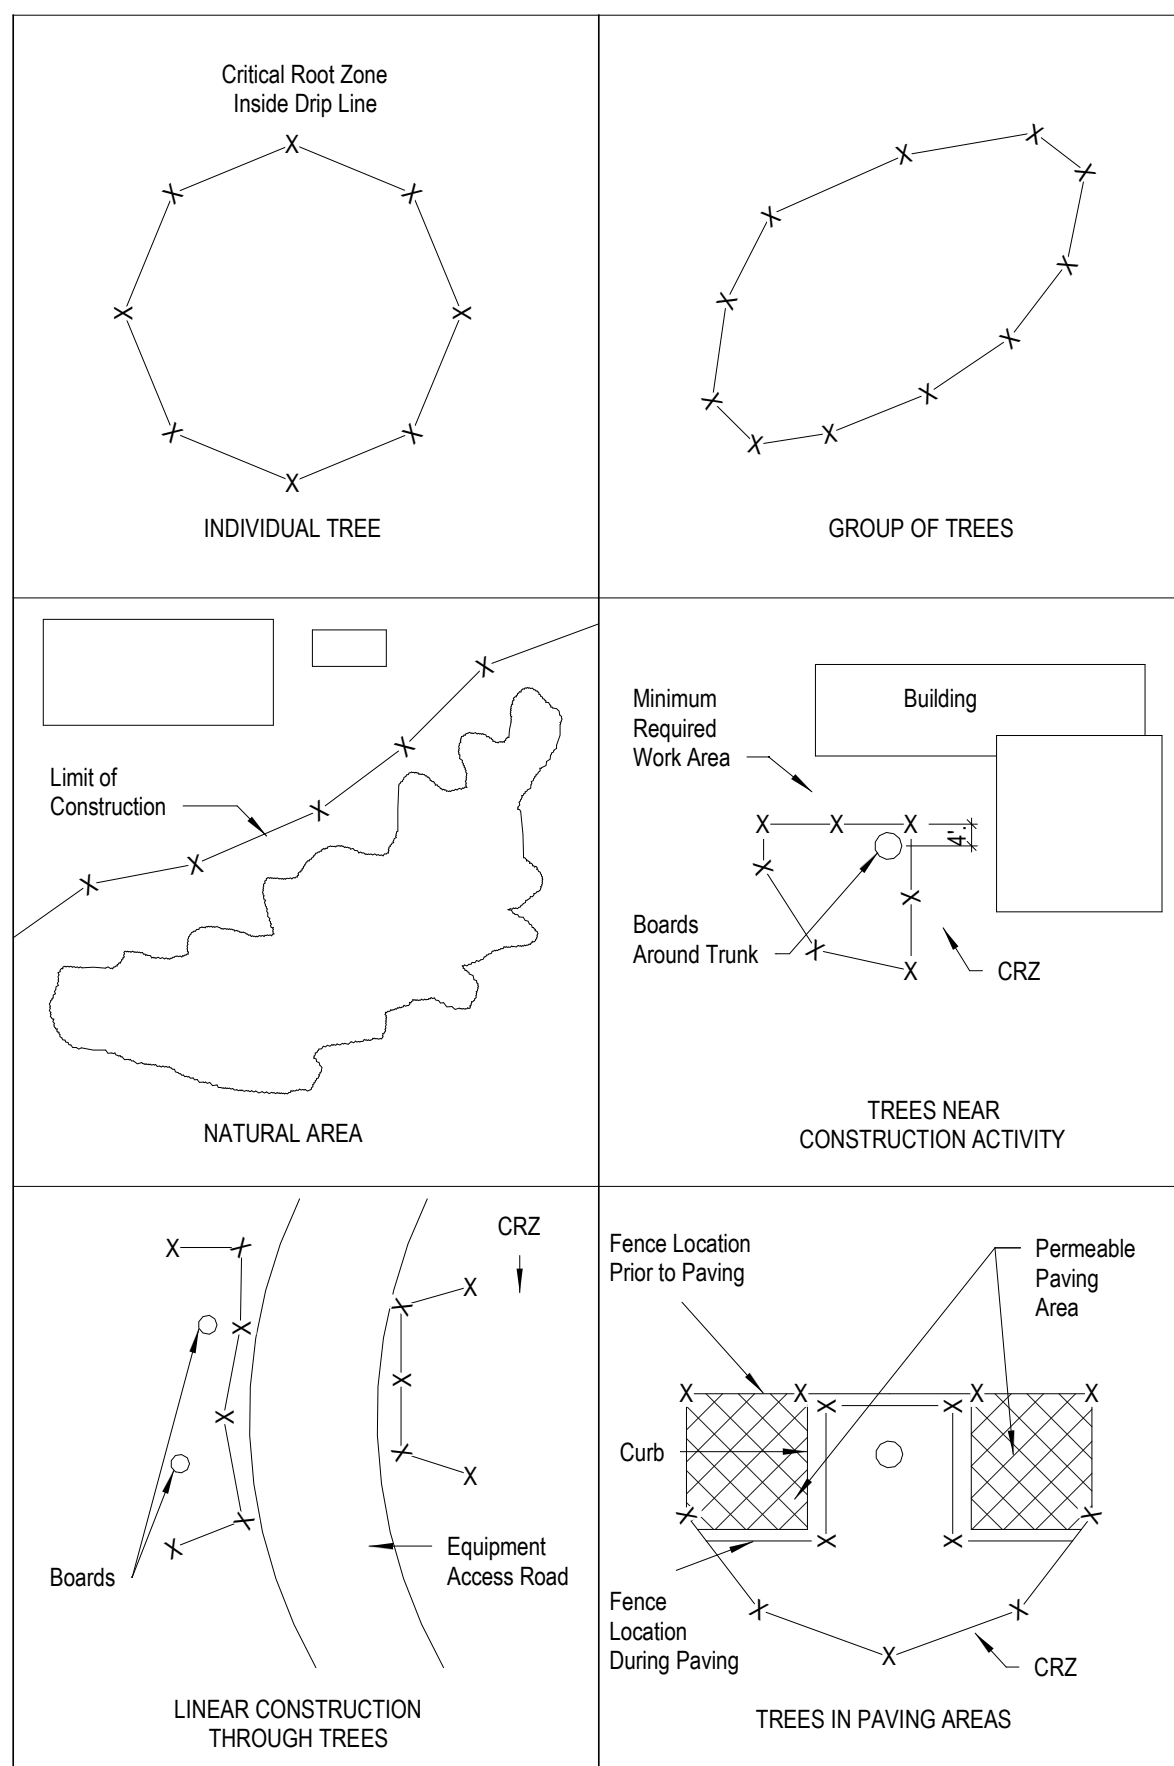 Critical Root Zone
Inside Drip Line
INDIVIDUAL TREE
GROUP OF TREES
Limit of
Construction
NATURAL AREA
Minimum
Required
Work Area
Building
4'.
Boards
Around Trunk
CRZ
TREES NEAR
CONSTRUCTION ACTIVITY
CRZ
Boards
Equipment
Access Road
LINEAR CONSTRUCTION
THROUGH TREES
Fence Location
Prior to Paving
Permeable
Paving
Area
Curb
Fence
Location
During Paving
CRZ
TREES IN PAVING AREAS